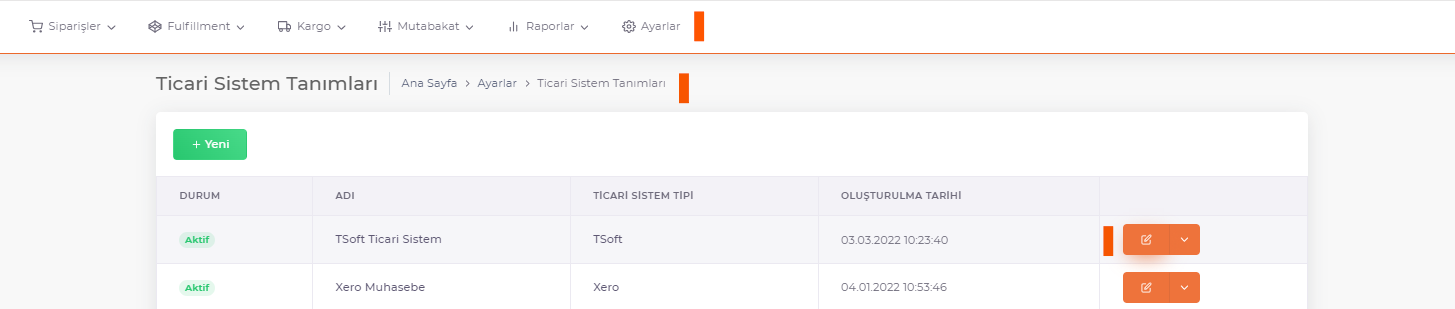 Siparişler Fulfillment Kargo Mutabakat Raporlar Ayarlar
Ticari Sistem Tanımları Ana Sayfa > Ayarlar > Ticari Sistem Tanımları
+ Yeni
DURUM ADI TİCARİ SİSTEM TİPİ OLUŞTURULMA TARİHİ
Aktif TSoft Ticari Sistem TSoft 03.03.2022 10:23:40
Aktif Xero Muhasebe Xero 04.01.2022 10:53:46